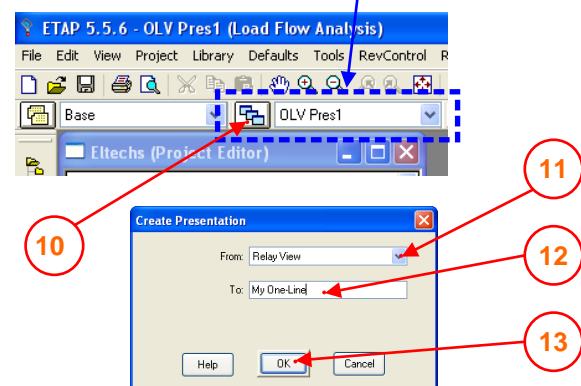 ETAP 5.5.6 - OLV Pres1 (Load Flow Analysis)
File Edit View Project Library Defaults Tools RevControl R
Base OLV Pres1
Eltechs (Project Editor)
11
Create Presentation
10
From: Relay View
12
To: My One-Line
13
Help OK Cancel